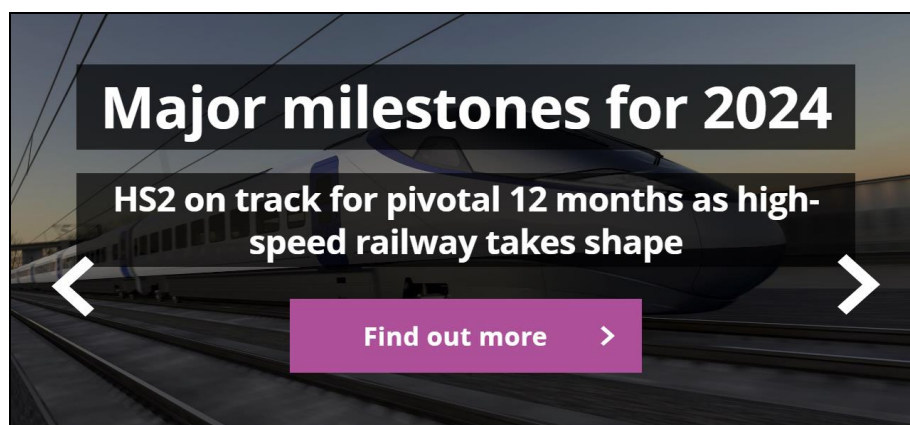 Major milestones for 2024
HS2 on track for pivotal 12 months as high-
speed railway takes shape
Find out more